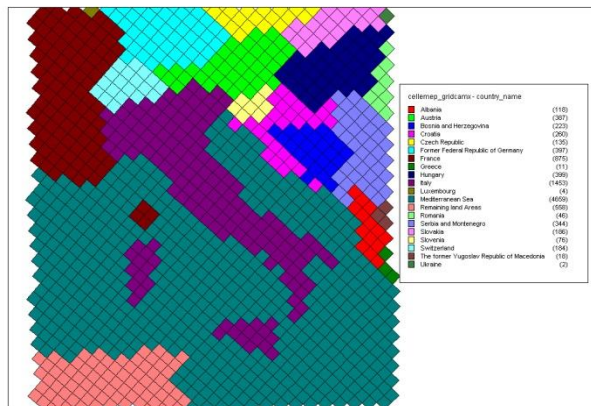 cellemep_gridcamx - country_name
Albania (118)
Austria (387)
Bosnia and Herzegovina (223)
Croatia (260)
Czech Republic (135)
Former Federal Republic of Germany (397)
France (875)
Greece (11)
Hungary (399)
Italy (1453)
Luxembourg (4)
Mediterranean Sea (4659)
Remaining land Areas (558)
Romania (46)
Serbia and Montenegro (344)
Slovakia (186)
Slovenia (76)
Switzerland (184)
The former Yugoslav Republic of Macedonia (18)
Ukraine (2)